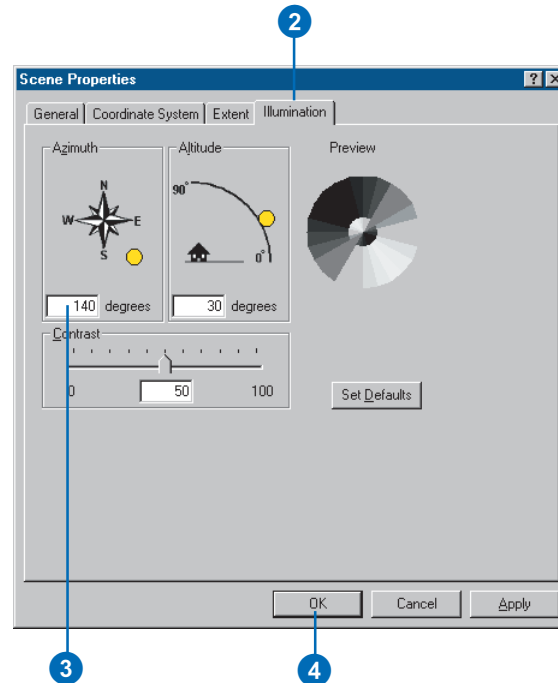 2
Scene Properties
? ×
General Coordinate System Extent Illumination
Azimuth
Altitude
Preview
N
W E
S
90°
0°
140 degrees
30 degrees
Contrast
0 50 100
Set Defaults
OK Cancel Apply
3 4